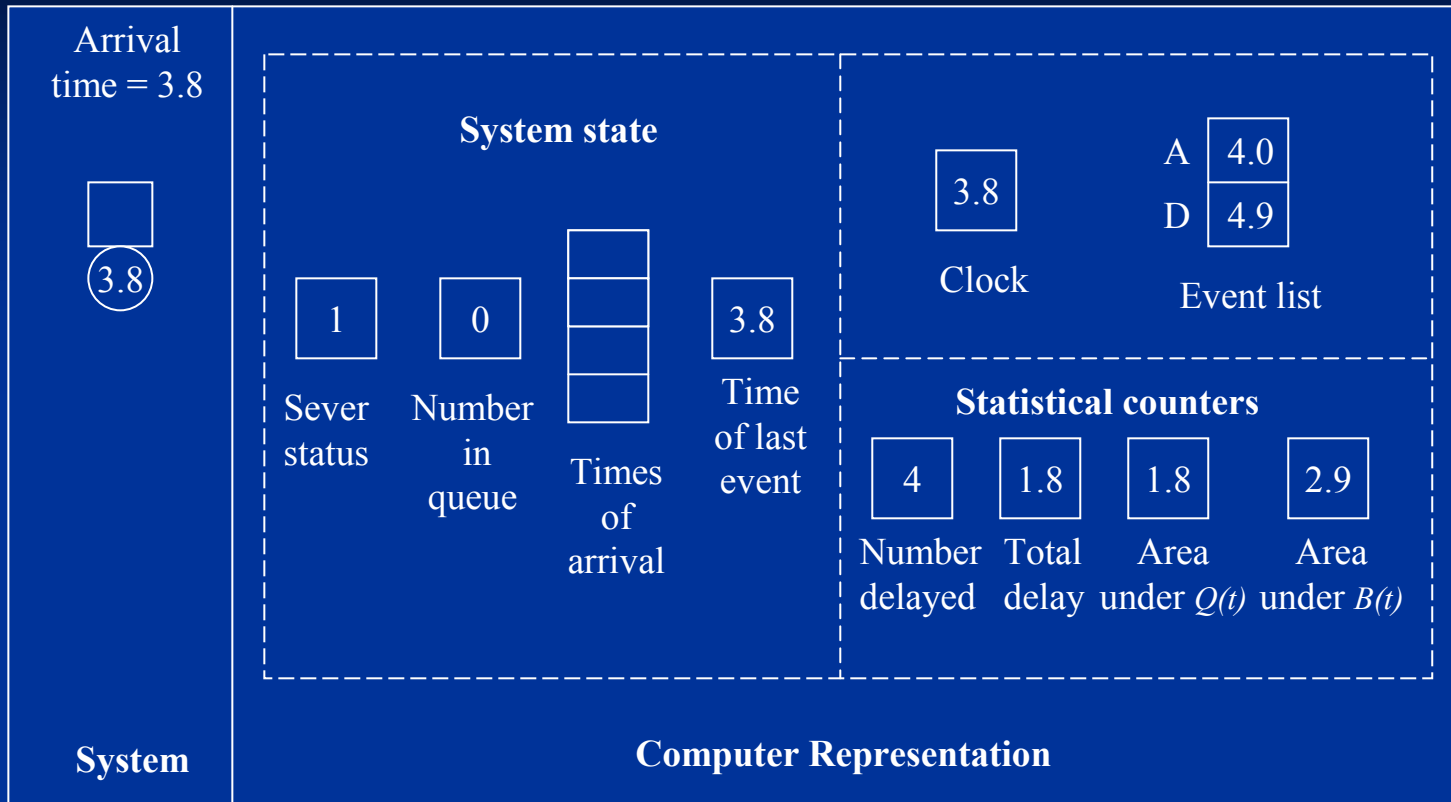 Arrival
time = 3.8
3.8
System
System state
1
Sever
status
0
Number
in
queue
Times
of
arrival
3.8
Time
of last
event
3.8
Clock
A 4.0
D 4.9
Event list
Statistical counters
4
Number
delayed
1.8
Total
delay
1.8
Area
under Q(t)
2.9
Area
under B(t)
Computer Representation